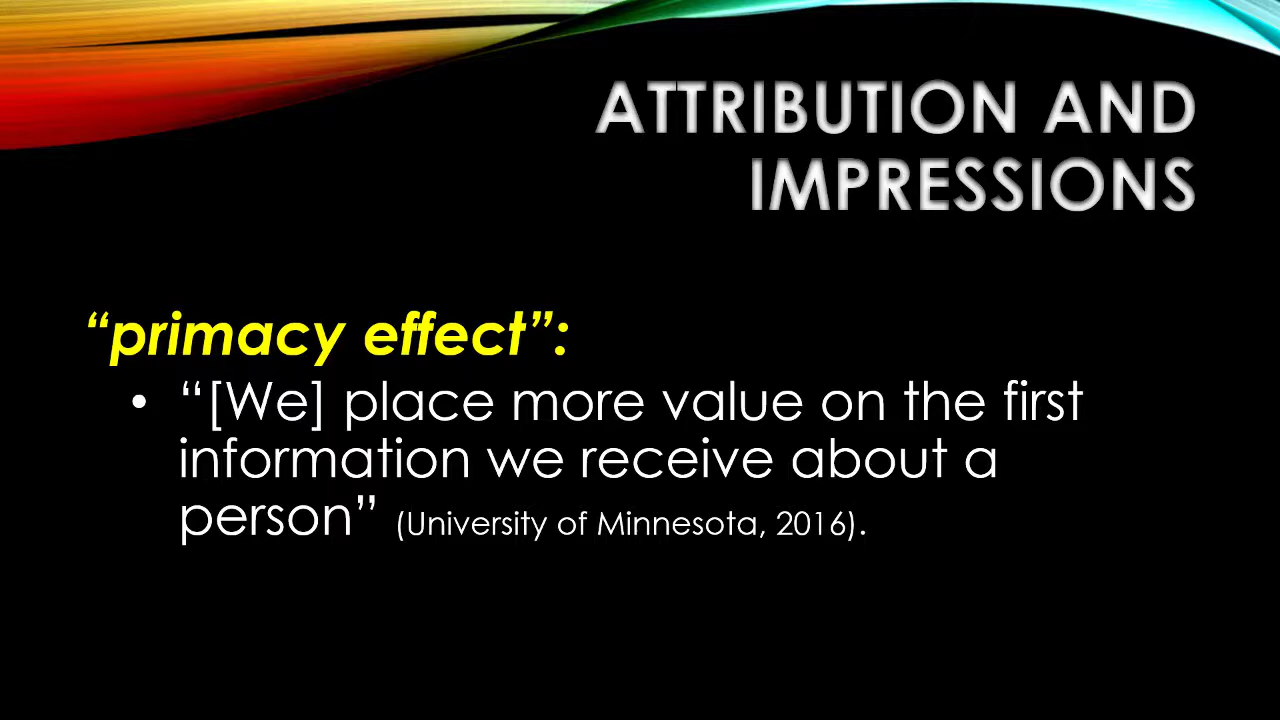 ATTRIBUTION AND
IMPRESSIONS
“primacy effect”:
• “[We] place more value on the first
information we receive about a
person” (University of Minnesota, 2016).